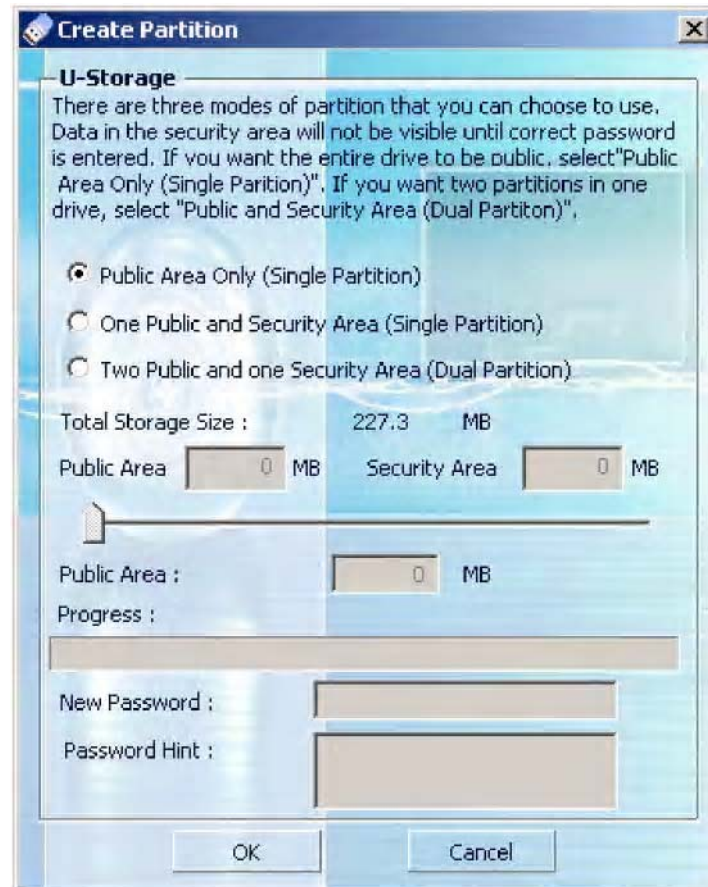 Create Partition
U-Storage
There are three modes of partition that you can choose to use.
Data in the security area will not be visible until correct password
is entered. If you want the entire drive to be public, select"Public
Area Only (Single Parition)". If you want two partitions in one
drive, select "Public and Security Area (Dual Partiton)".
Public Area Only (Single Partition)
One Public and Security Area (Single Partition)
Two Public and one Security Area (Dual Partition)
Total Storage Size : 227.3 MB
Public Area 0 MB Security Area 0 MB
Public Area : 0 MB
Progress :
New Password :
Password Hint :
OK Cancel